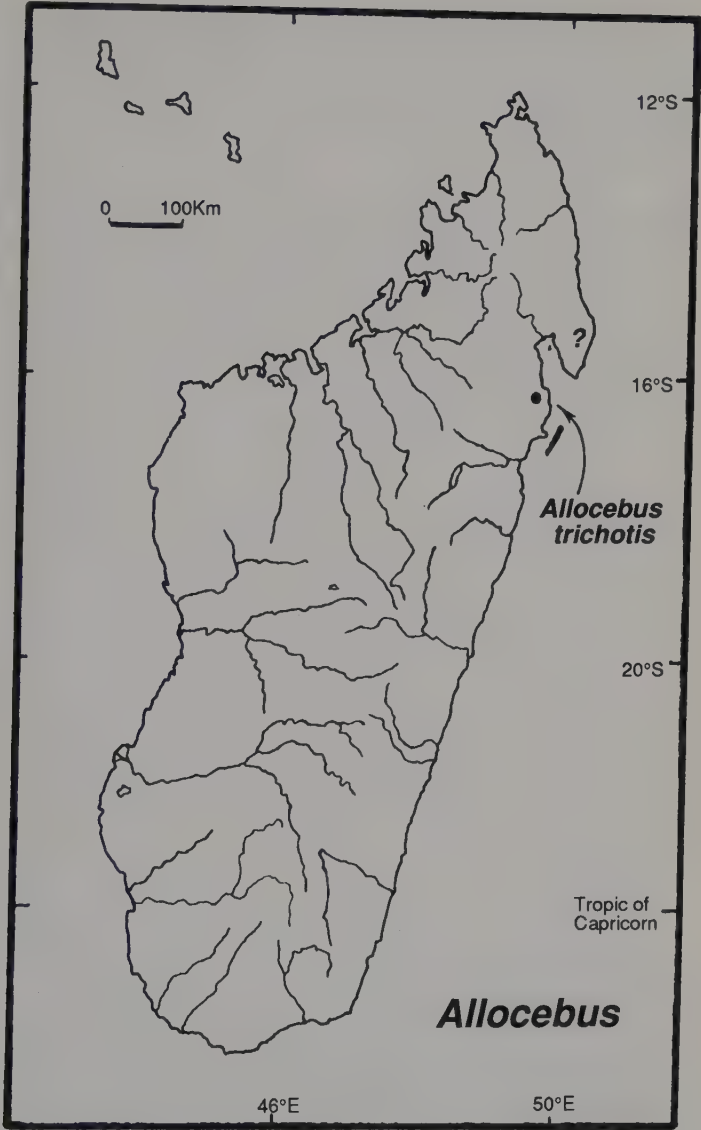 12°S
0 100Km
?
16°S
Allocebus
trichotis
20°S
Tropic of
Capricorn
Allocebus
46°E
50°E